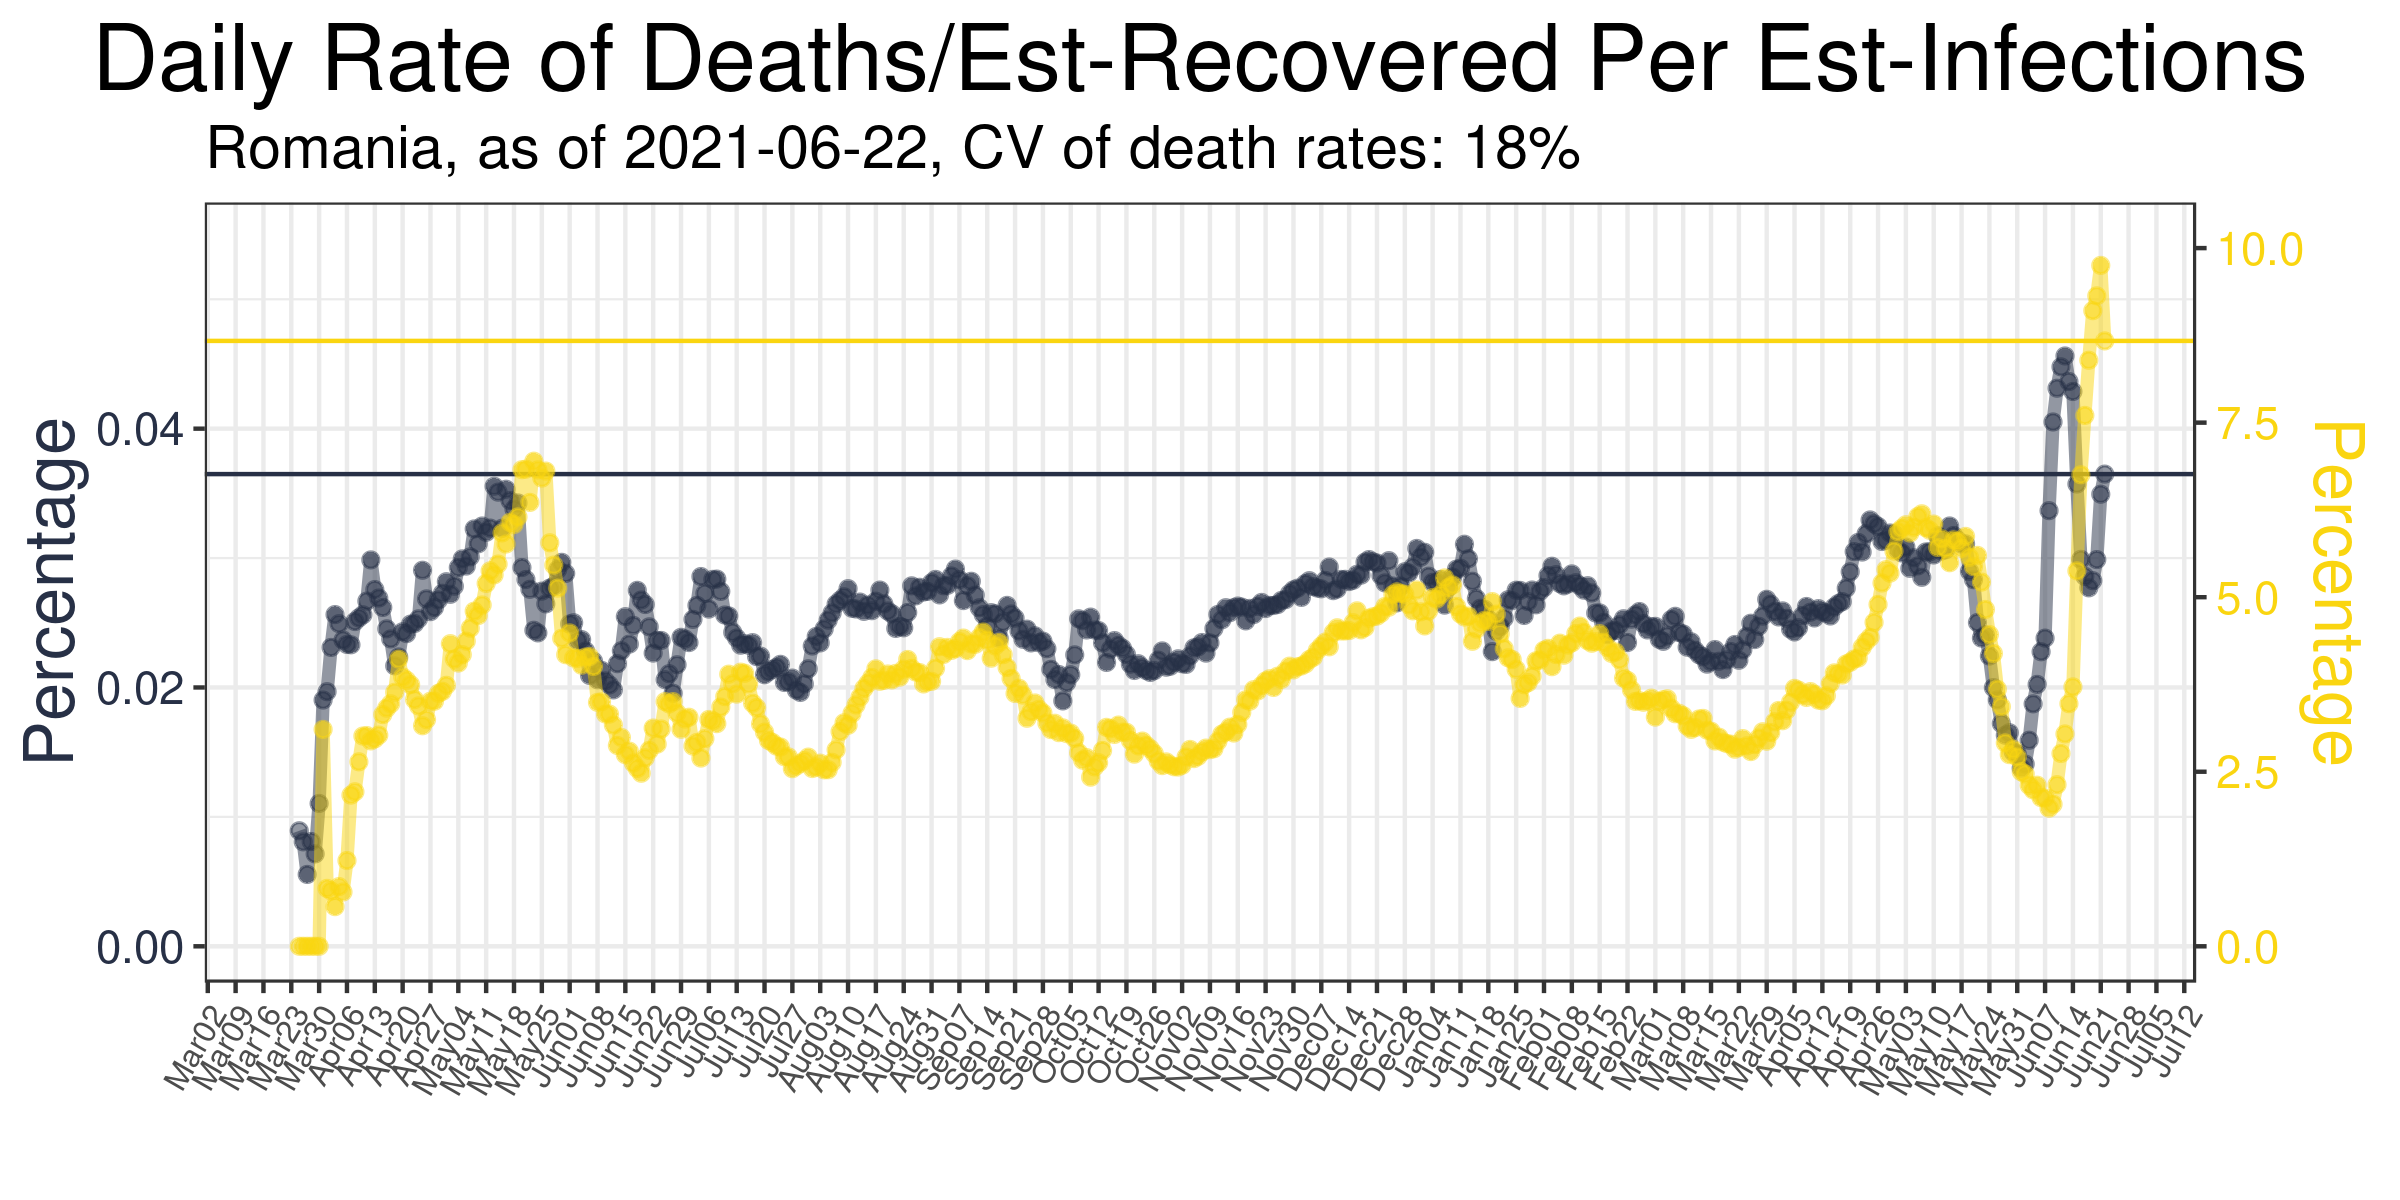 Daily Rate of Deaths/Est-Recovered Per Est-Infections
Romania, as of 2021-06-22, CV of death rates: 18%
Percentage
0.04
0.02
0.00
10.0
7.5
5.0
2.5
0.0
Percentage
Mar02
Mar09
Mar16
Mar23
Mar30
Apr06
Apr13
Apr20
Apr27
May04
May11
May18
May25
Jun01
Jun08
Jun15
Jun22
Jun29
Jul06
Jul13
Jul20
Jul27
Aug03
Aug10
Aug17
Aug24
Aug31
Sep07
Sep14
Sep21
Sep28
Oct05
Oct12
Oct19
Oct26
Nov02
Nov09
Nov16
Nov23
Nov30
Dec07
Dec14
Dec21
Dec28
Jan04
Jan11
Jan18
Jan25
Feb01
Feb08
Feb15
Feb22
Mar01
Mar08
Mar15
Mar22
Mar29
Apr05
Apr12
Apr19
Apr26
May03
May10
May17
May24
May31
Jun07
Jun14
Jun21
Jun28
Jul05
Jul12